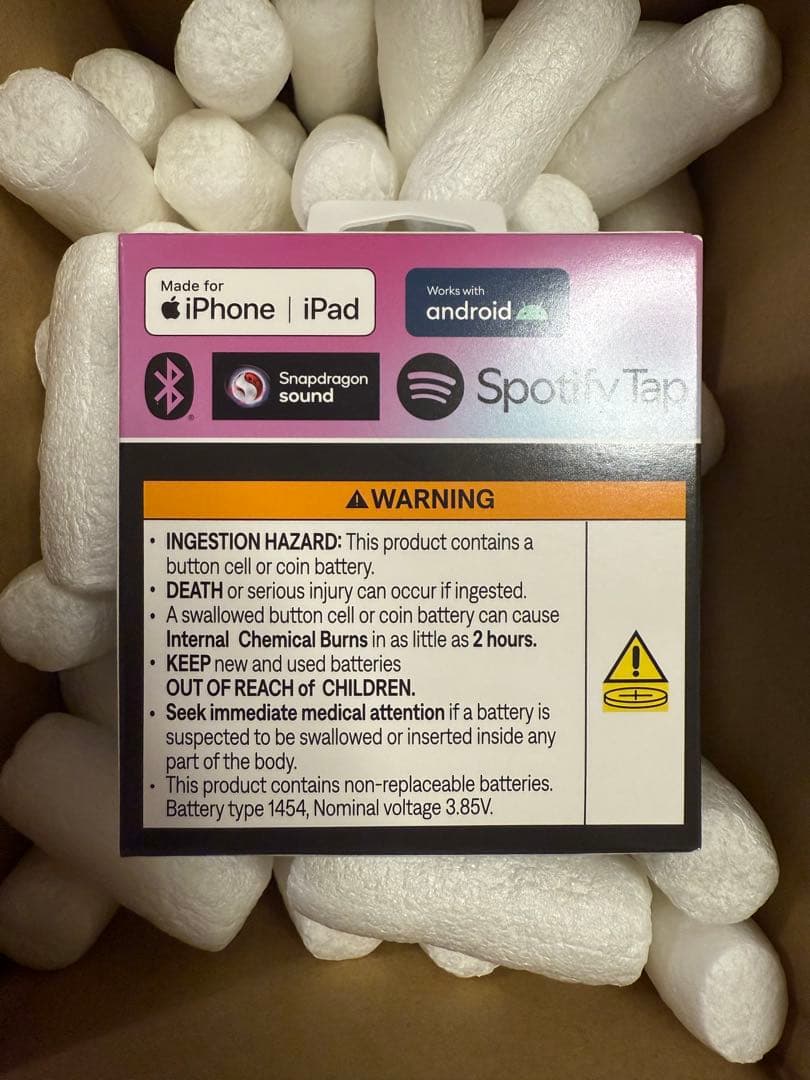 Made for
iPhone | iPad
Works with
android
Snapdragon
sound
Spotify Tap
WARNING
• INGESTION HAZARD: This product contains a
button cell or coin battery.
• DEATH or serious injury can occur if ingested.
• A swallowed button cell or coin battery can cause
Internal Chemical Burns in as little as 2 hours.
• KEEP new and used batteries
OUT OF REACH of CHILDREN.
• Seek immediate medical attention if a battery is
suspected to be swallowed or inserted inside any
part of the body.
• This product contains non-replaceable batteries.
Battery type 1454, Nominal voltage 3.85V.